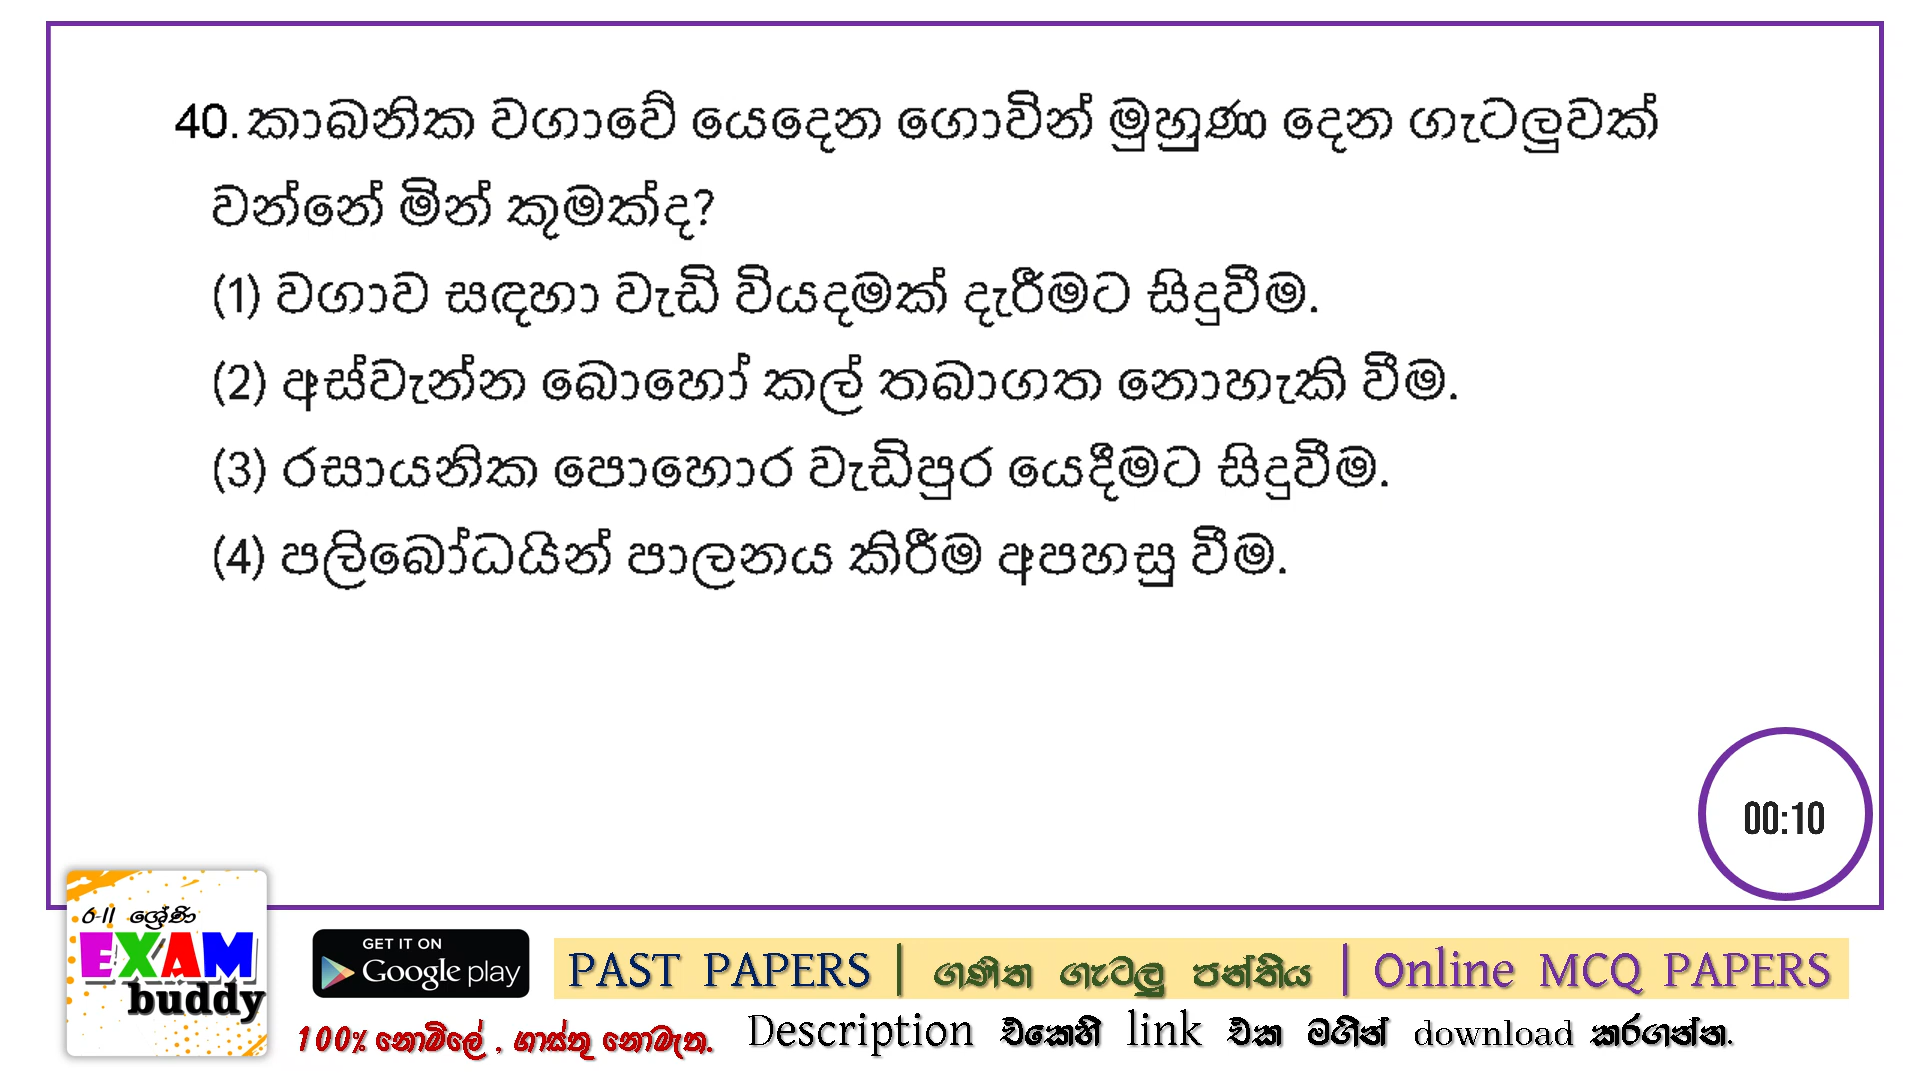 40. කාබනික වගාවේ යෙදෙන ගොවින් මුහුණ දෙන ගැටලුවක්
වන්නේ මින් කුමක්ද?
(1) වගාව සඳහා වැඩි වියදමක් දැරීමට සිදුවීම.
(2) අස්වැන්න බොහෝ කල් තබාගත නොහැකි වීම.
(3) රසායනික පොහොර වැඩිපුර යෙදීමට සිදුවීම.
(4) පලිබෝධයින් පාලනය කිරීම අපහසු වීම.
00:10
6-11 ශ්‍රේණි
EXAM
buddy
GET IT ON
Google play
PAST PAPERS | ගණිත ගැටලු පන්තිය | Online MCQ PAPERS
100% නොමිලේ , ගාස්තු නොමැත.
Description එකෙහි link එක මගින් download කරගන්න.